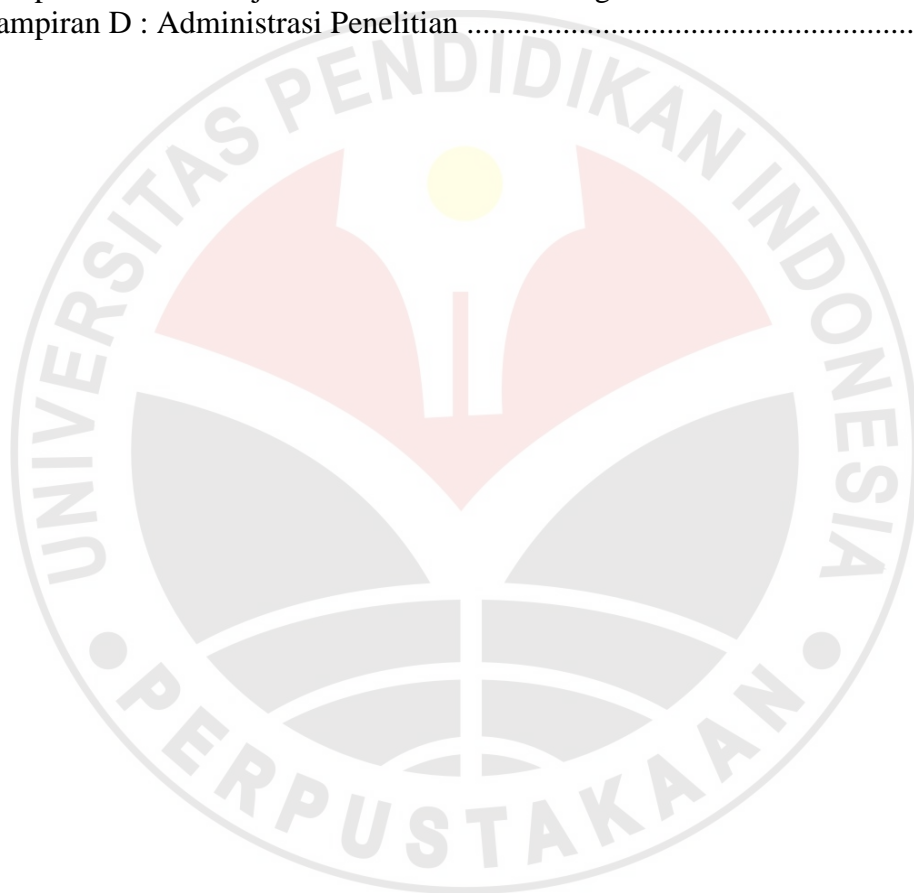 ampiran D : Administrasi Penelitian ........................................................
UNIVERSITAS PENDIDIKAN INDONESIA
PERPUSTAKAAN